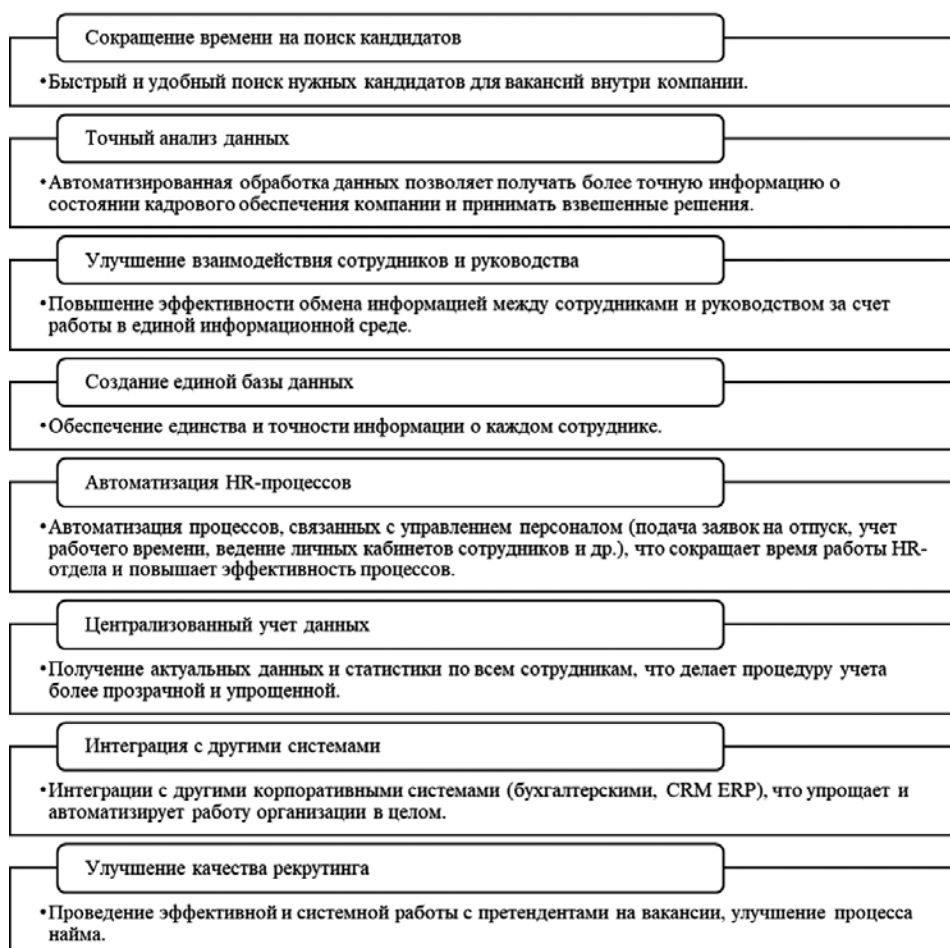 Сокращение времени на поиск кандидатов
•Быстрый и удобный поиск нужных кандидатов для вакансий внутри компании.
Точный анализ данных
•Автоматизированная обработка данных позволяет получать более точную информацию о
состоянии кадрового обеспечения компании и принимать взвешенные решения.
Улучшение взаимодействия сотрудников и руководства
•Повышение эффективности обмена информацией между сотрудниками и руководством за счет
работы в единой информационной среде.
Создание единой базы данных
•Обеспечение единства и точности информации о каждом сотруднике.
Автоматизация HR-процессов
•Автоматизация процессов, связанных с управлением персоналом (подача заявок на отпуск, учет
рабочего времени, ведение личных кабинетов сотрудников и др.), что сокращает время работы HR-
отдела и повышает эффективность процессов.
Централизованный учет данных
•Получение актуальных данных и статистики по всем сотрудникам, что делает процедуру учета
более прозрачной и упрощенной.
Интеграция с другими системами
•Интеграции с другими корпоративными системами (бухгалтерскими, CRM ERP), что упрощает и
автоматизирует работу организации в целом.
Улучшение качества рекрутинга
•Проведение эффективной и системной работы с претендентами на вакансии, улучшение процесса
найма.